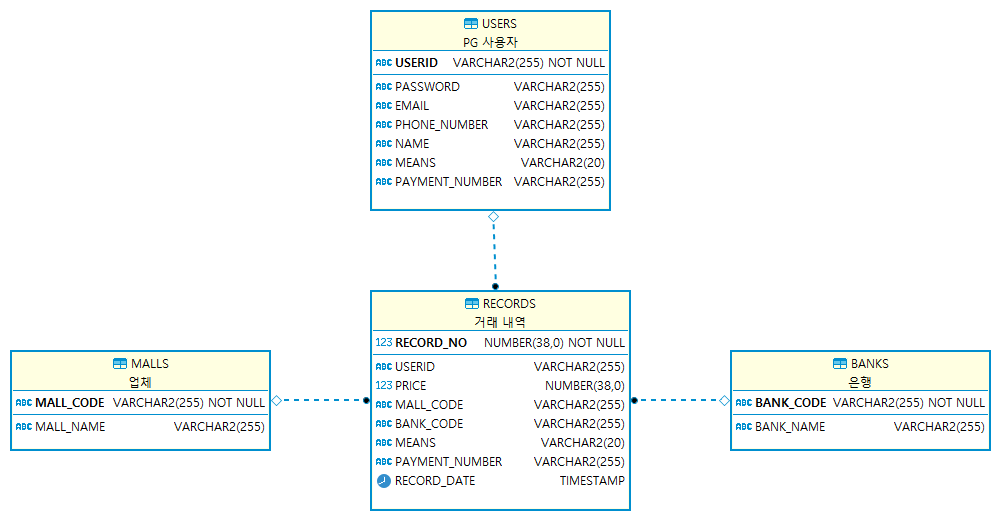 USERS
PG 사용자
ABC USERID VARCHAR2(255) NOT NULL
ABC PASSWORD VARCHAR2(255)
ABC EMAIL VARCHAR2(255)
ABC PHONE_NUMBER VARCHAR2(255)
ABC NAME VARCHAR2(255)
ABC MEANS VARCHAR2(20)
ABC PAYMENT_NUMBER VARCHAR2(255)
RECORDS
거래 내역
123 RECORD_NO NUMBER(38,0) NOT NULL
ABC USERID VARCHAR2(255)
123 PRICE NUMBER(38,0)
ABC MALL_CODE VARCHAR2(255)
ABC BANK_CODE VARCHAR2(255)
ABC MEANS VARCHAR2(20)
ABC PAYMENT_NUMBER VARCHAR2(255)
RECORD_DATE TIMESTAMP
MALLS
업체
ABC MALL_CODE VARCHAR2(255) NOT NULL
ABC MALL_NAME VARCHAR2(255)
BANKS
은행
ABC BANK_CODE VARCHAR2(255) NOT NULL
ABC BANK_NAME VARCHAR2(255)